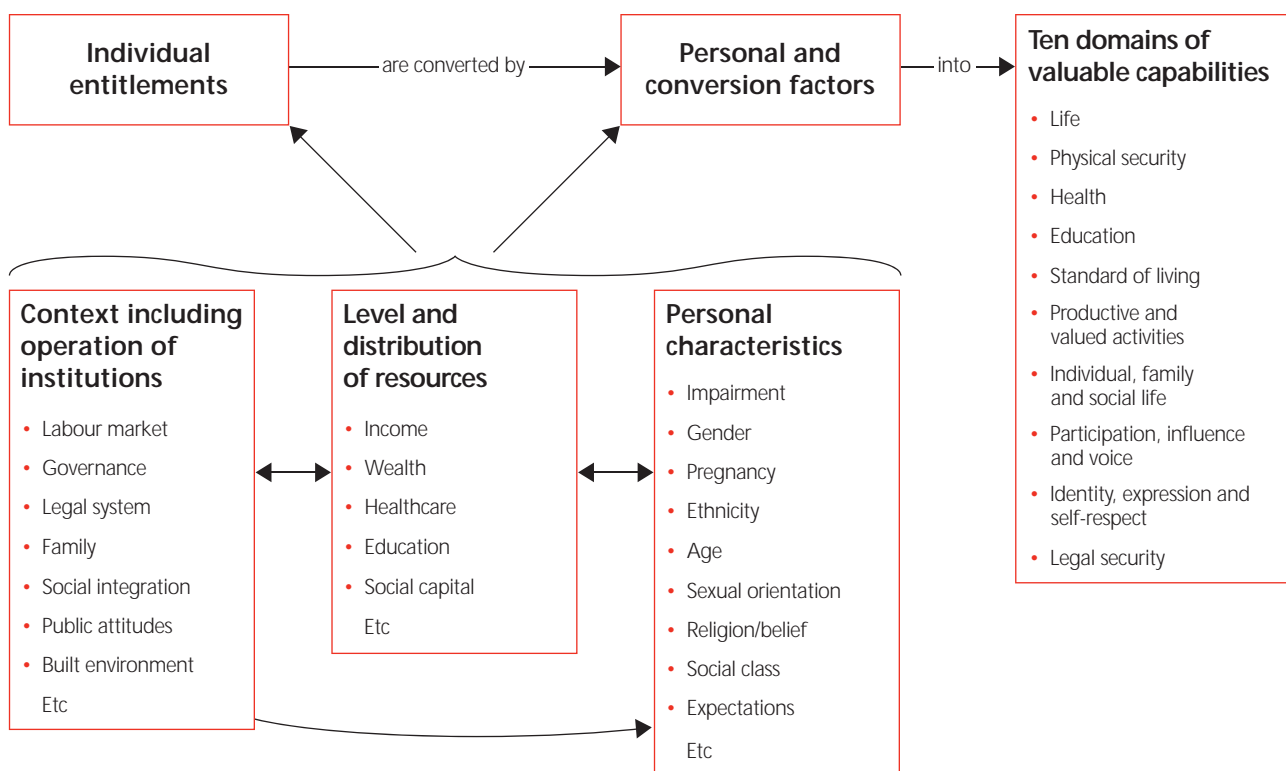 Individual
entitlements
are converted by
Personal and
conversion factors
into
Ten domains of
valuable capabilities
• Life
• Physical security
• Health
• Education
• Standard of living
• Productive and
valued activities
• Individual, family
and social life
• Participation, influence
and voice
• Identity, expression and
self-respect
• Legal security
Context including
operation of
institutions
• Labour market
• Governance
• Legal system
• Family
• Social integration
• Public attitudes
• Built environment
Etc
Level and
distribution
of resources
• Income
• Wealth
• Healthcare
• Education
• Social capital
Etc
Personal
characteristics
• Impairment
• Gender
• Pregnancy
• Ethnicity
• Age
• Sexual orientation
• Religion/belief
• Social class
• Expectations
Etc